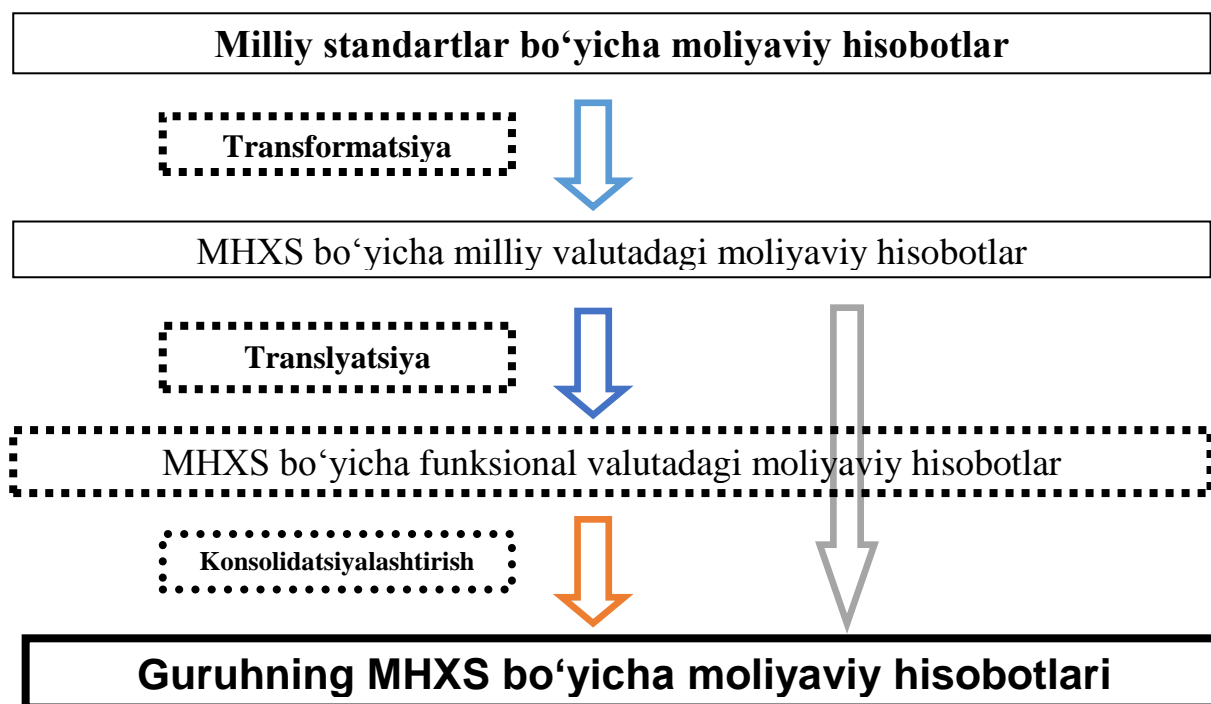 Milliy standartlar bo‘yicha moliyaviy hisobotlar
Transformatsiya
MHXS bo‘yicha milliy valutadagi moliyaviy hisobotlar
Translyatsiya
MHXS bo‘yicha funksional valutadagi moliyaviy hisobotlar
Konsolidatsiyalashtirish
Guruhning MHXS bo‘yicha moliyaviy hisobotlari